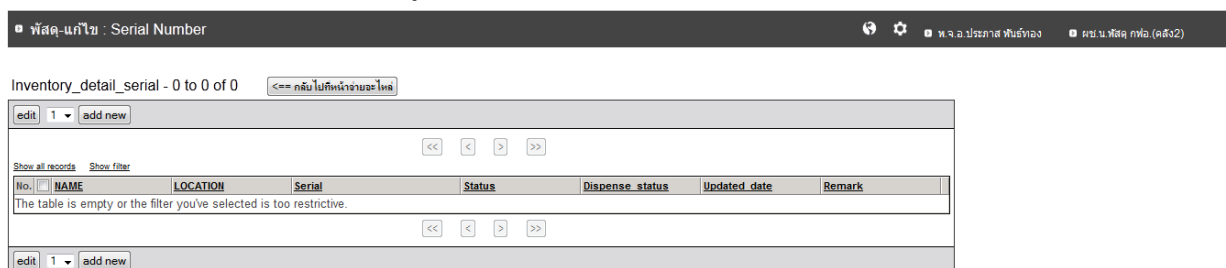 พัสดุ-แก้ไข : Serial Number พ.จ.อ.ประภาส พันธ์ทอง ผช.น.พัสดุ กฟอ.(คลัง2)
Inventory_detail_serial - 0 to 0 of 0 <== กลับไปที่หน้าจ่ายอะไหล่
edit 1 add new
<< < > >>
Show all records Show filter
No. NAME LOCATION Serial Status Dispense_status Updated_date Remark
The table is empty or the filter you've selected is too restrictive.
<< < > >>
edit 1 add new